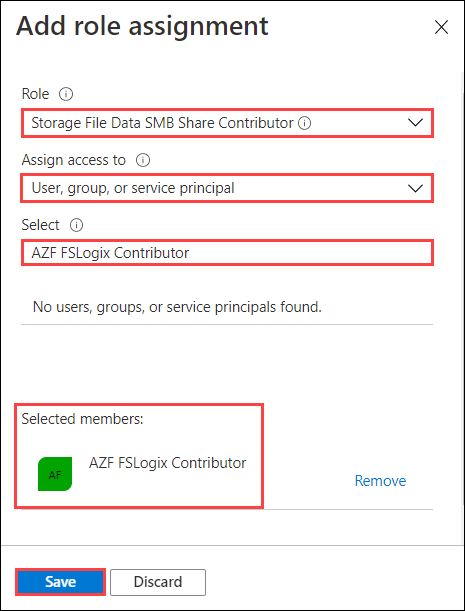 Add role assignment
Role
Storage File Data SMB Share Contributor
Assign access to
User, group, or service principal
Select
AZF FSLogix Contributor
No users, groups, or service principals found.
Selected members:
AF
AZF FSLogix Contributor
Remove
Save
Discard